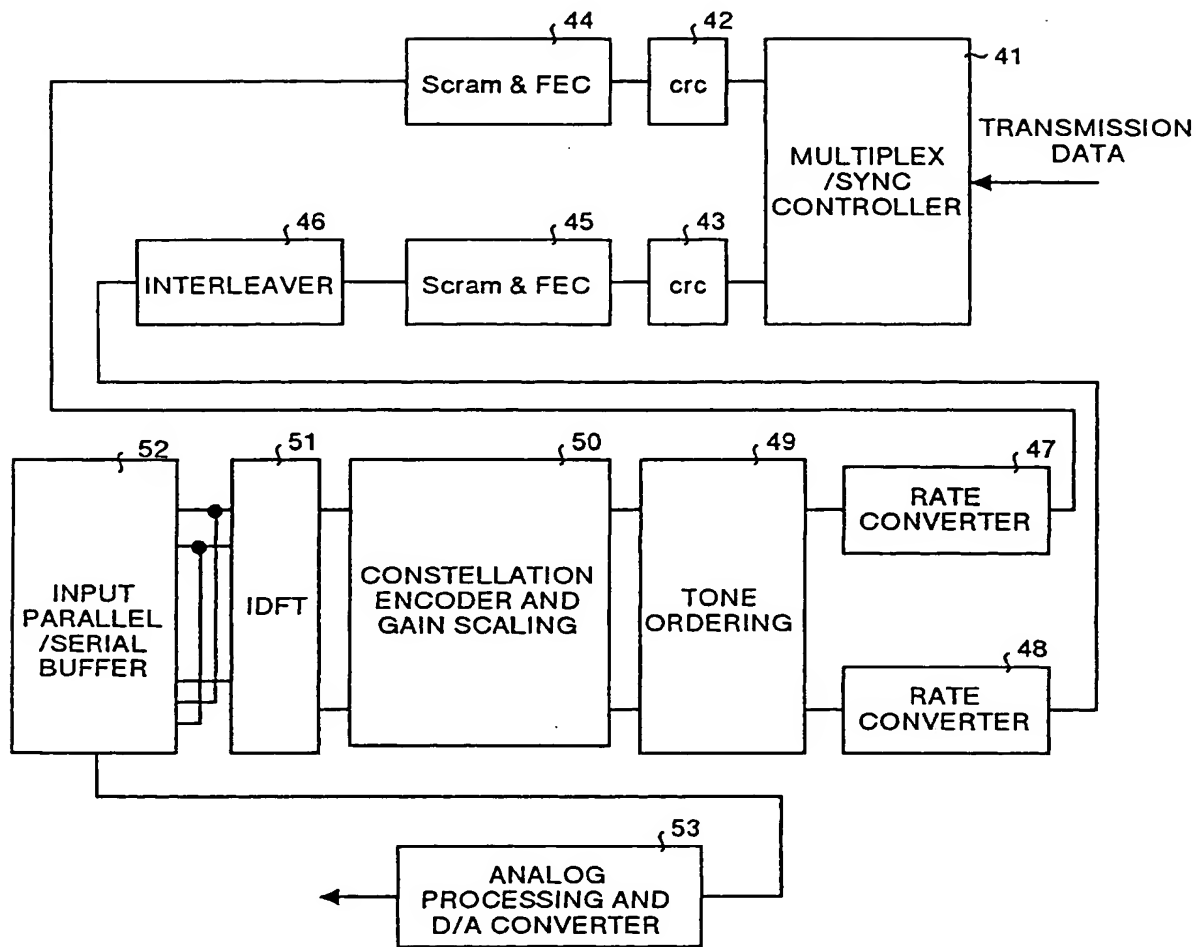 44
42
41
Scram & FEC
crc
TRANSMISSION
DATA
MULTIPLEX
/SYNC
CONTROLLER
46
45
43
INTERLEAVER
Scram & FEC
crc
52
51
50
49
47
RATE
CONVERTER
INPUT
PARALLEL
/SERIAL
BUFFER
IDFT
CONSTELLATION
ENCODER AND
GAIN SCALING
TONE
ORDERING
48
RATE
CONVERTER
53
ANALOG
PROCESSING AND
D/A CONVERTER